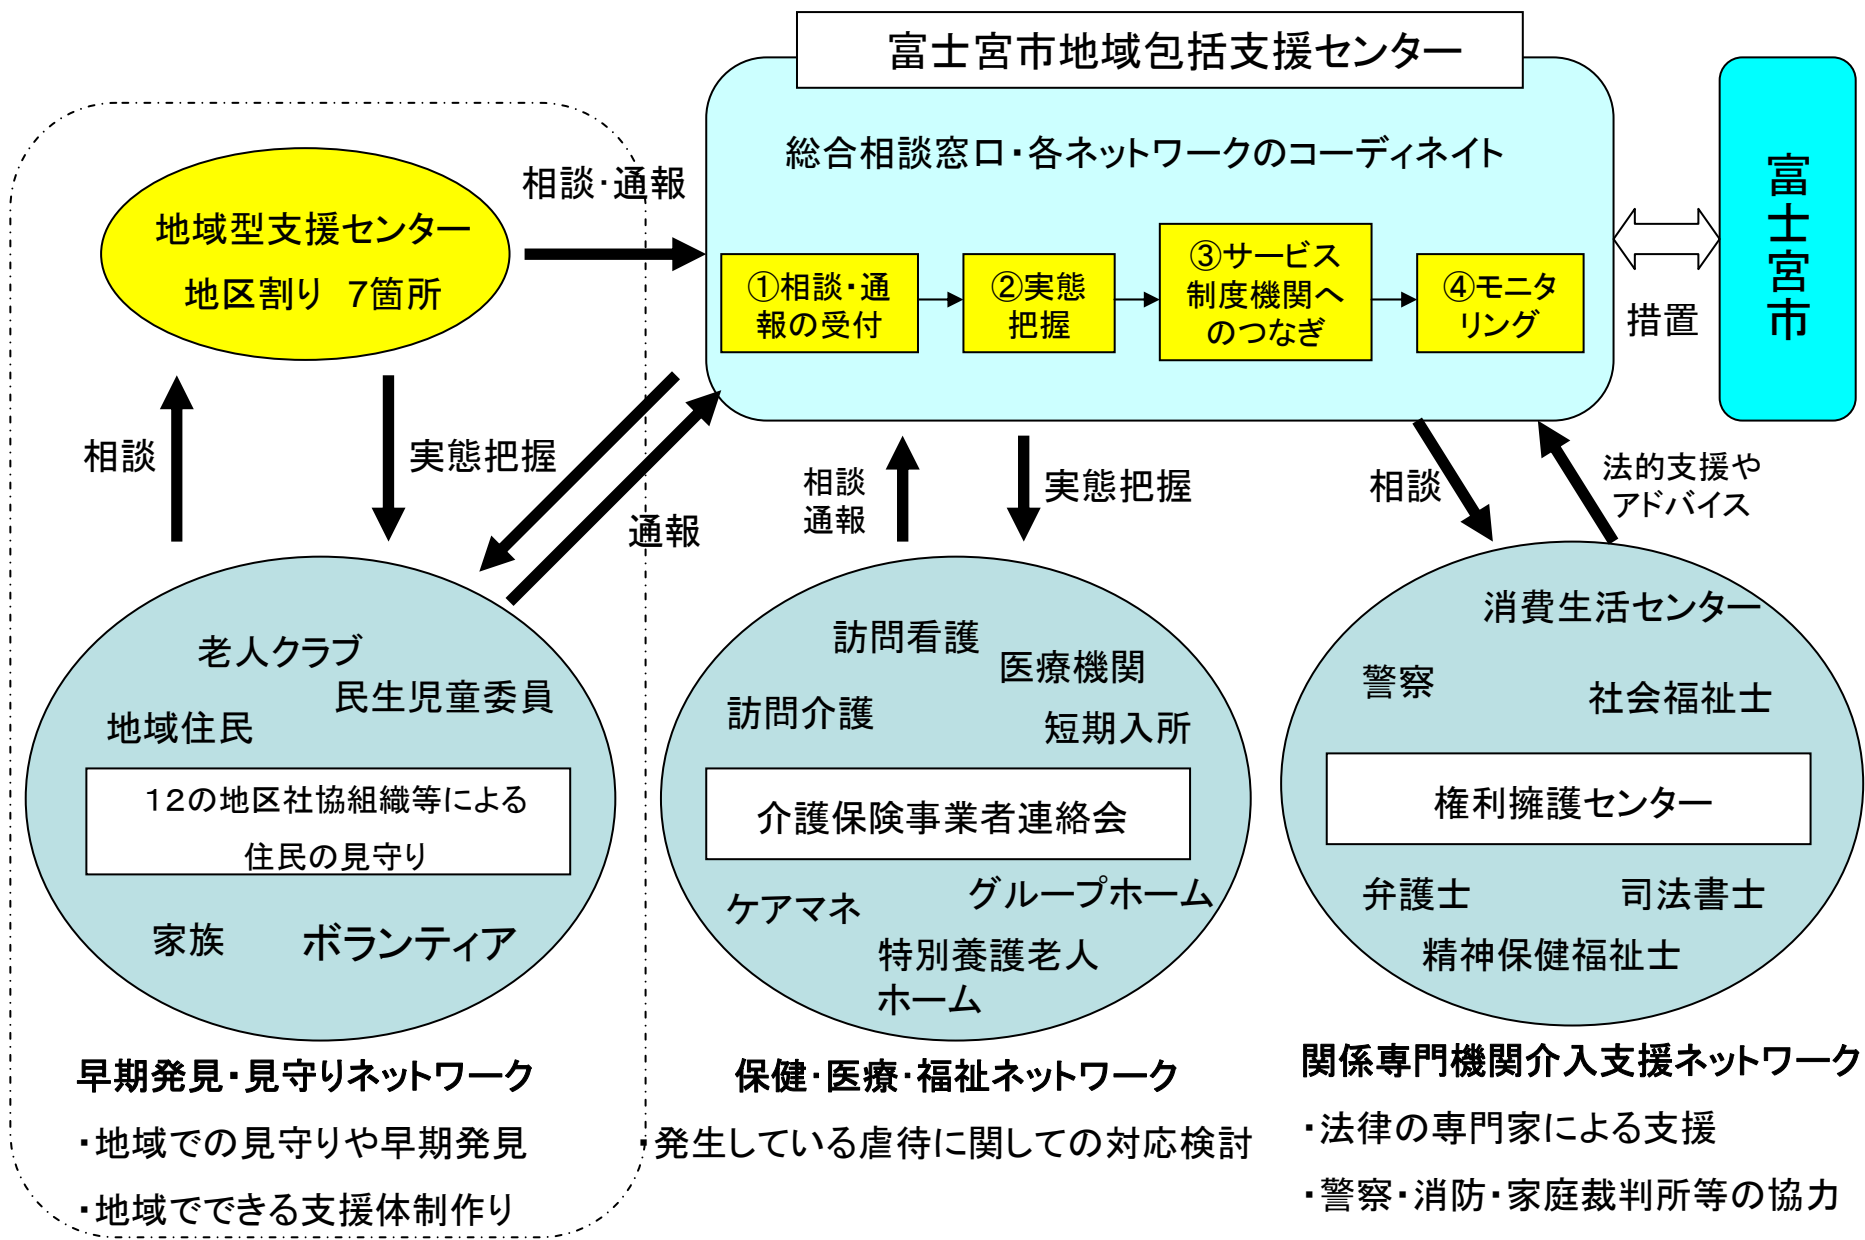 富士宮市地域包括支援センター
総合相談窓口・各ネットワークのコーディネイト
①相談・通
報の受付
②実態
把握
③サービス
制度機関へ
のつなぎ
④モニタ
リング
富士宮市
措置
地域型支援センター
地区割り 7箇所
相談・通報
相談
実態把握
通報
相談
通報
実態把握
相談
法的支援や
アドバイス
老人クラブ
民生児童委員
地域住民
12の地区社協組織等による
住民の見守り
家族
ボランティア
早期発見・見守りネットワーク
・地域での見守りや早期発見
・地域でできる支援体制作り
訪問看護
医療機関
訪問介護
短期入所
介護保険事業者連絡会
ケアマネ
グループホーム
特別養護老人
ホーム
保健・医療・福祉ネットワーク
・発生している虐待に関しての対応検討
消費生活センター
警察
社会福祉士
権利擁護センター
弁護士
司法書士
精神保健福祉士
関係専門機関介入支援ネットワーク
・法律の専門家による支援
・警察・消防・家庭裁判所等の協力